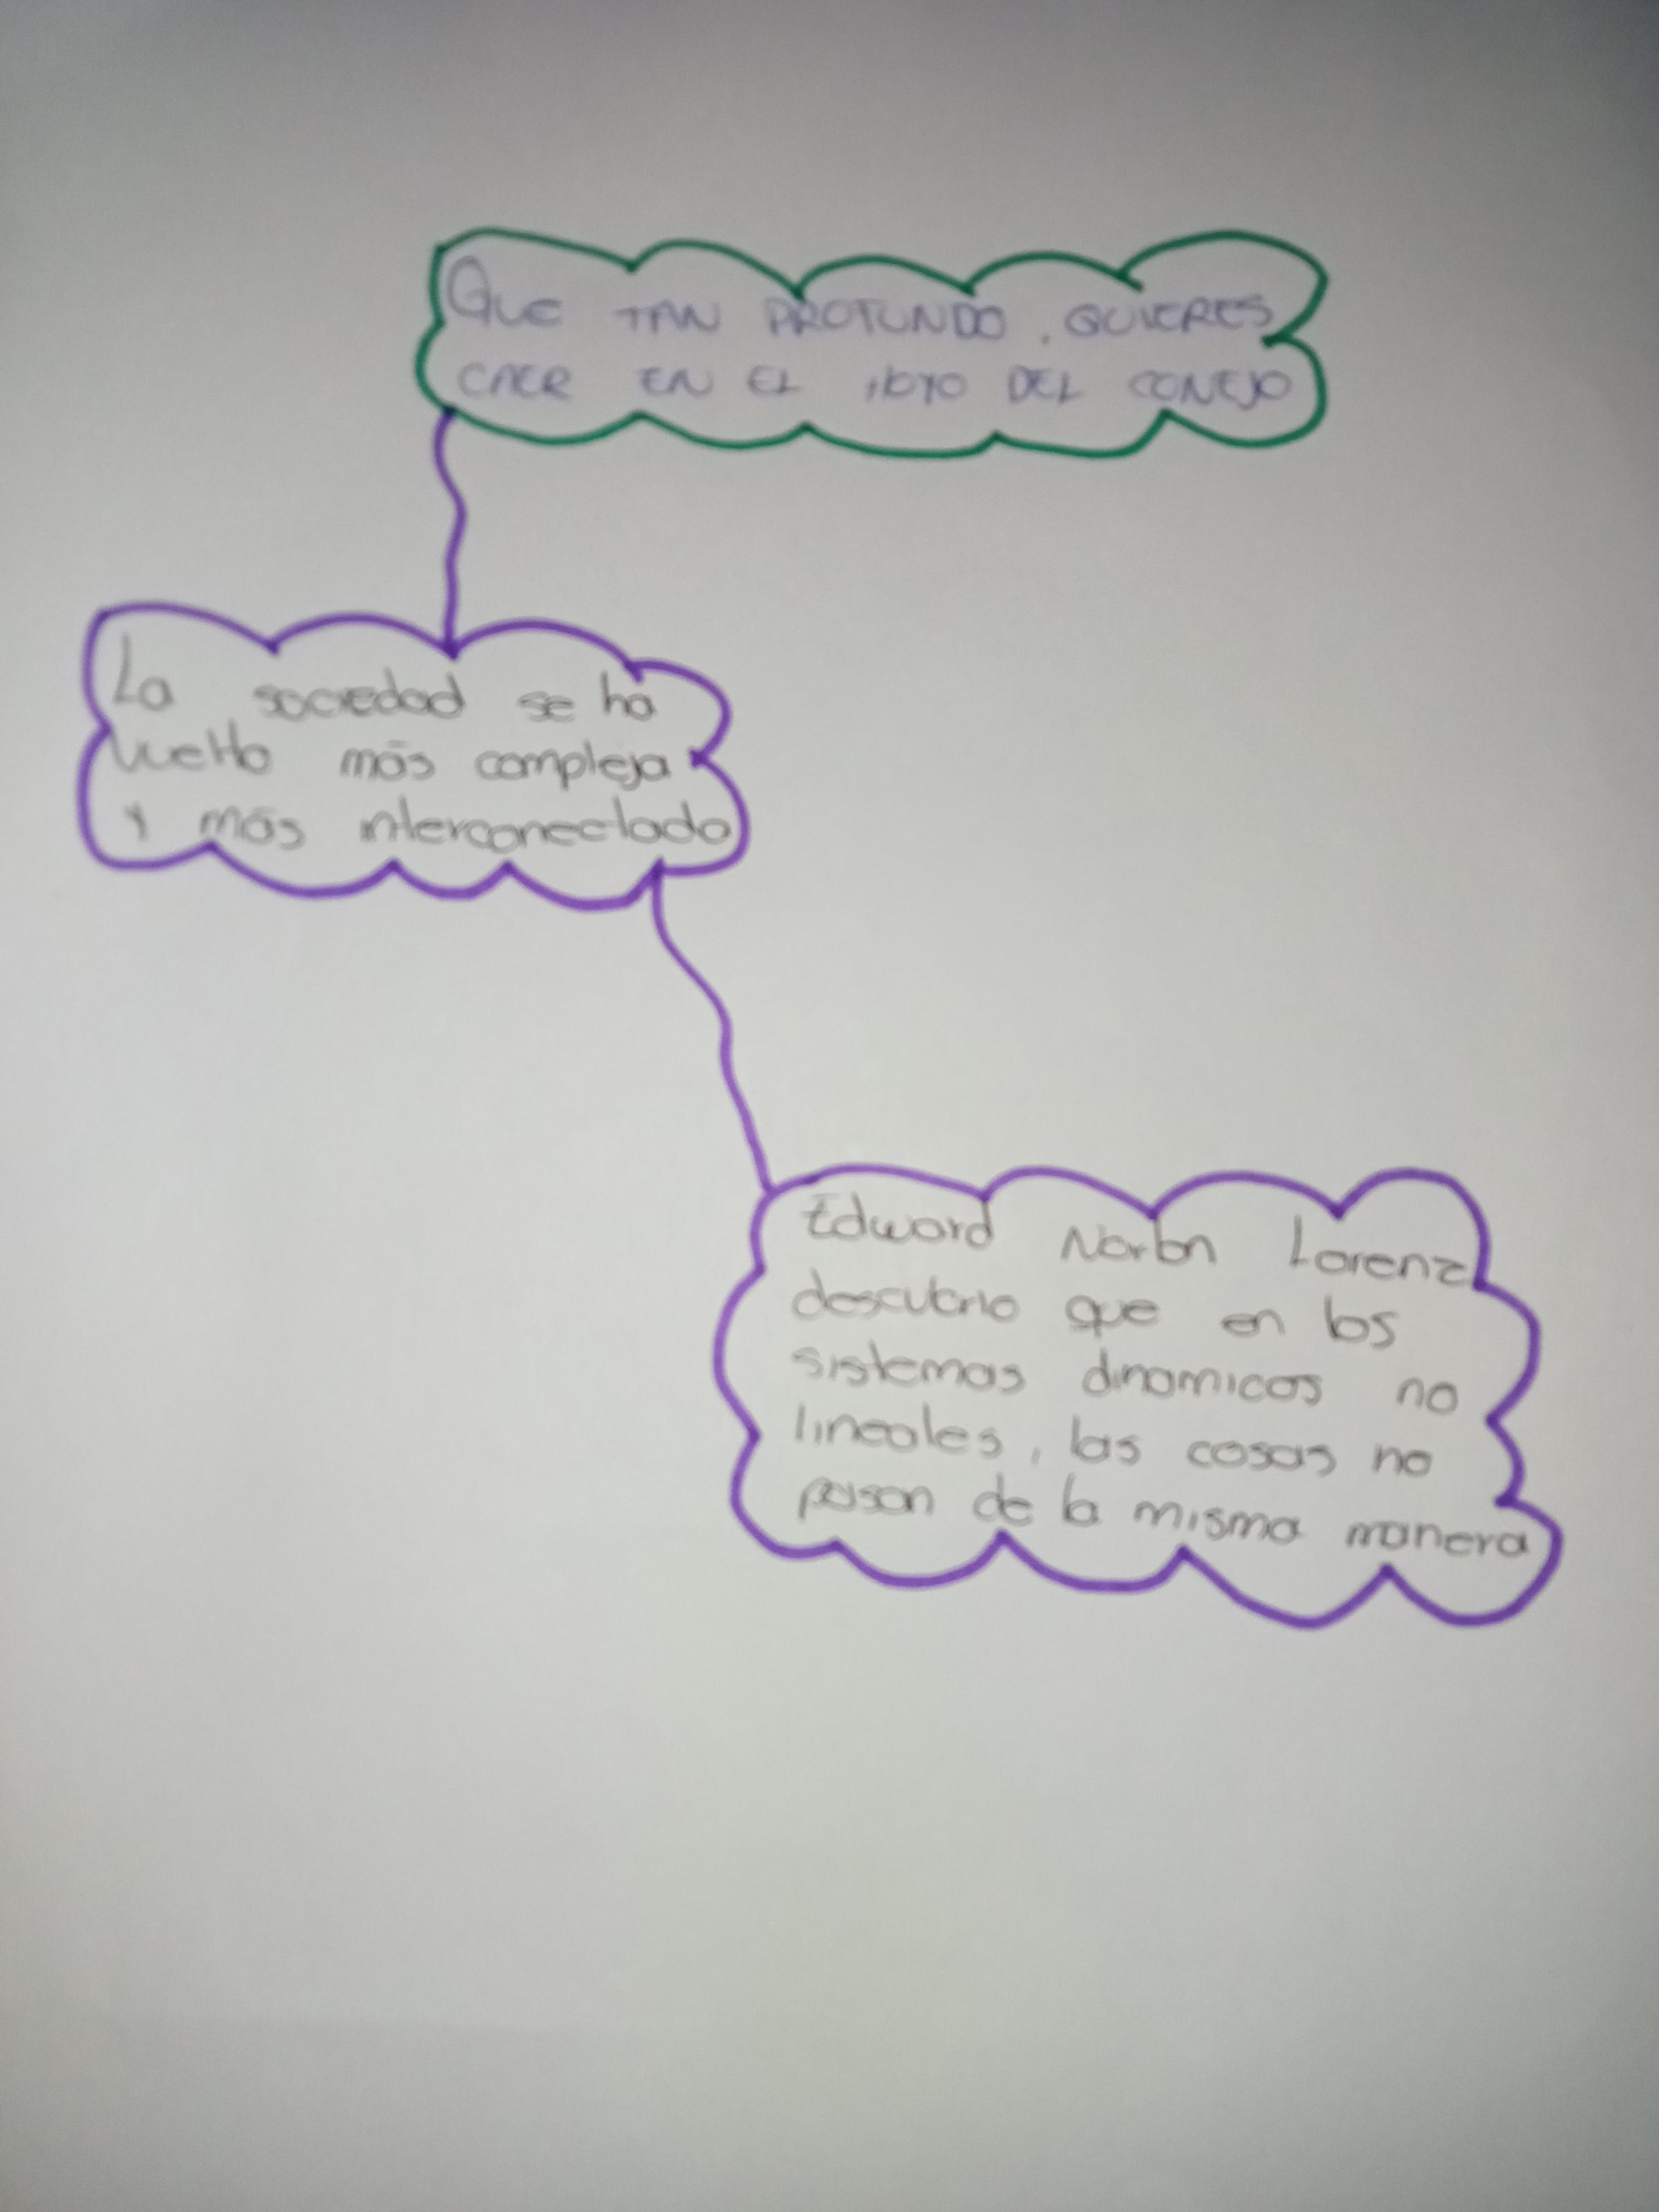 QUE TAN PROFUNDO, QUIERES
CAER EN EL HOYO DEL CONEJO
La sociedad se ha
vuelto más compleja
Y más interconectado
Edward Norton Lorenz
descubrio que en los
sistemas dinamicos no
lineales, las cosas no
pasan de la misma manera